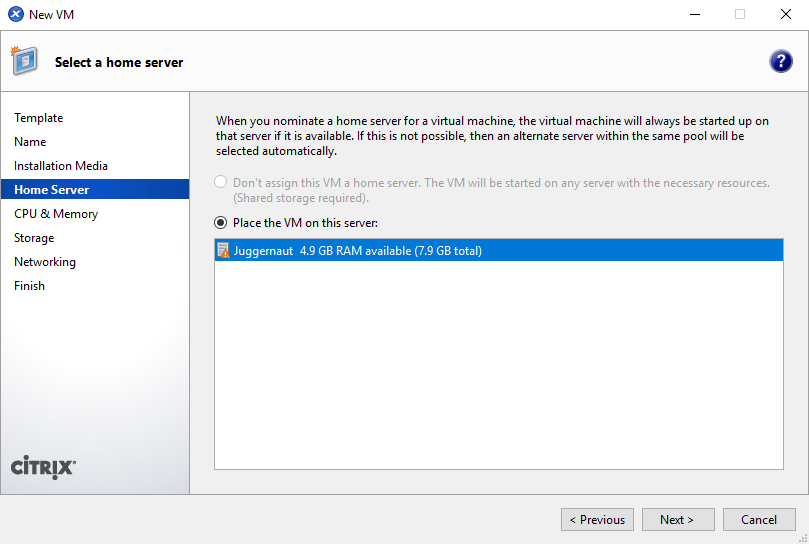 New VM
Select a home server
?
Template
Name
Installation Media
Home Server
CPU & Memory
Storage
Networking
Finish
CİTRIX®
When you nominate a home server for a virtual machine, the virtual machine will always be started up on
that server if it is available. If this is not possible, then an alternate server within the same pool will be
selected automatically.
Don't assign this VM a home server. The VM will be started on any server with the necessary resources.
(Shared storage required).
Place the VM on this server:
Juggernaut 4.9 GB RAM available (7.9 GB total)
< Previous
Next >
Cancel